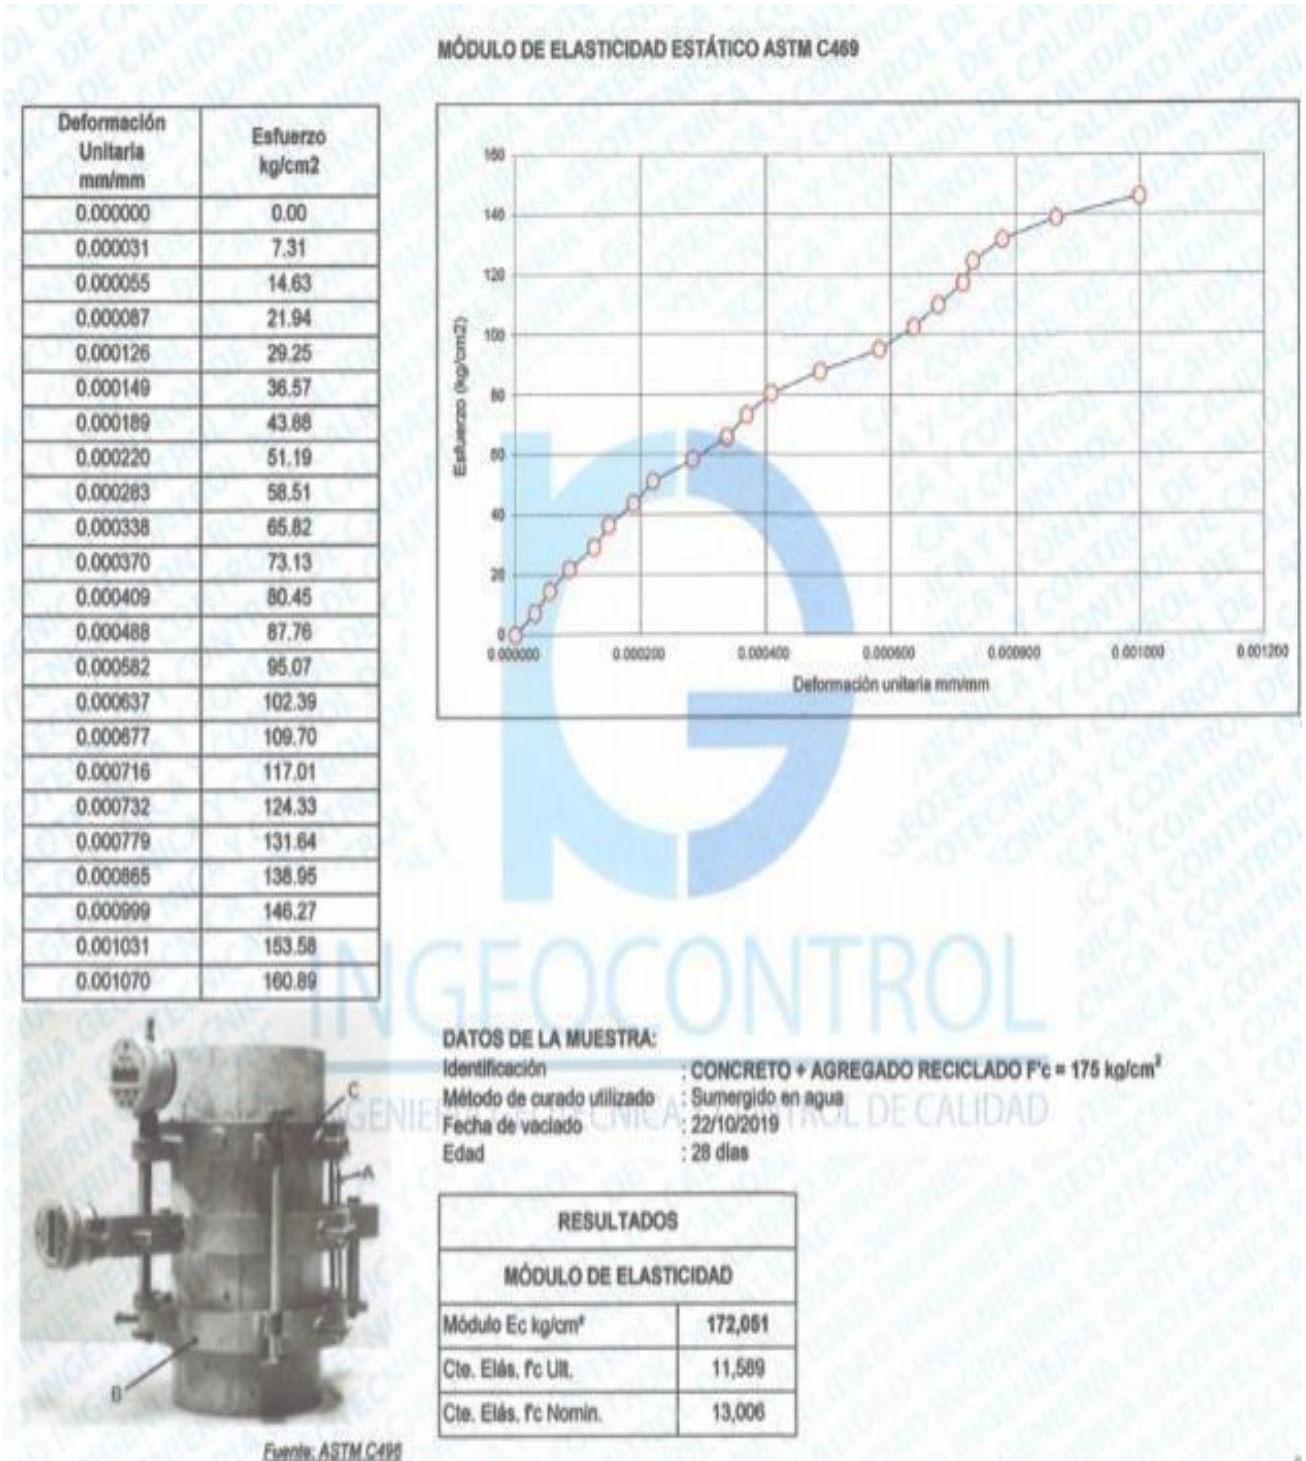 MÓDULO DE ELASTICIDAD ESTÁTICO ASTM C469
Deformación Unitaria mm/mm Esfuerzo kg/cm2
0.000000 0.00
0.000031 7.31
0.000055 14.63
0.000087 21.94
0.000126 29.25
0.000149 36.57
0.000189 43.88
0.000220 51.19
0.000283 58.51
0.000338 65.82
0.000370 73.13
0.000409 80.45
0.000488 87.76
0.000582 95.07
0.000637 102.39
0.000677 109.70
0.000716 117.01
0.000732 124.33
0.000779 131.64
0.000865 138.95
0.000999 146.27
0.001031 153.58
0.001070 160.89
Esfuerzo (kg/cm2)
160
140
120
100
80
60
40
20
0
0.000000 0.000200 0.000400 0.000600 0.000800 0.001000 0.001200
Deformación unitaria mm/mm
INGEOCONTROL
INGENIERIA GEOTECNICA Y CONTROL DE CALIDAD
C
A
B
Fuente: ASTM C496
DATOS DE LA MUESTRA:
Identificación : CONCRETO + AGREGADO RECICLADO F'c = 175 kg/cm²
Método de curado utilizado : Sumergido en agua
Fecha de vaciado : 22/10/2019
Edad : 28 días
RESULTADOS
MÓDULO DE ELASTICIDAD
Módulo Ec kg/cm² 172,051
Cte. Elás. f'c Ult. 11,589
Cte. Elás. f'c Nomin. 13,006